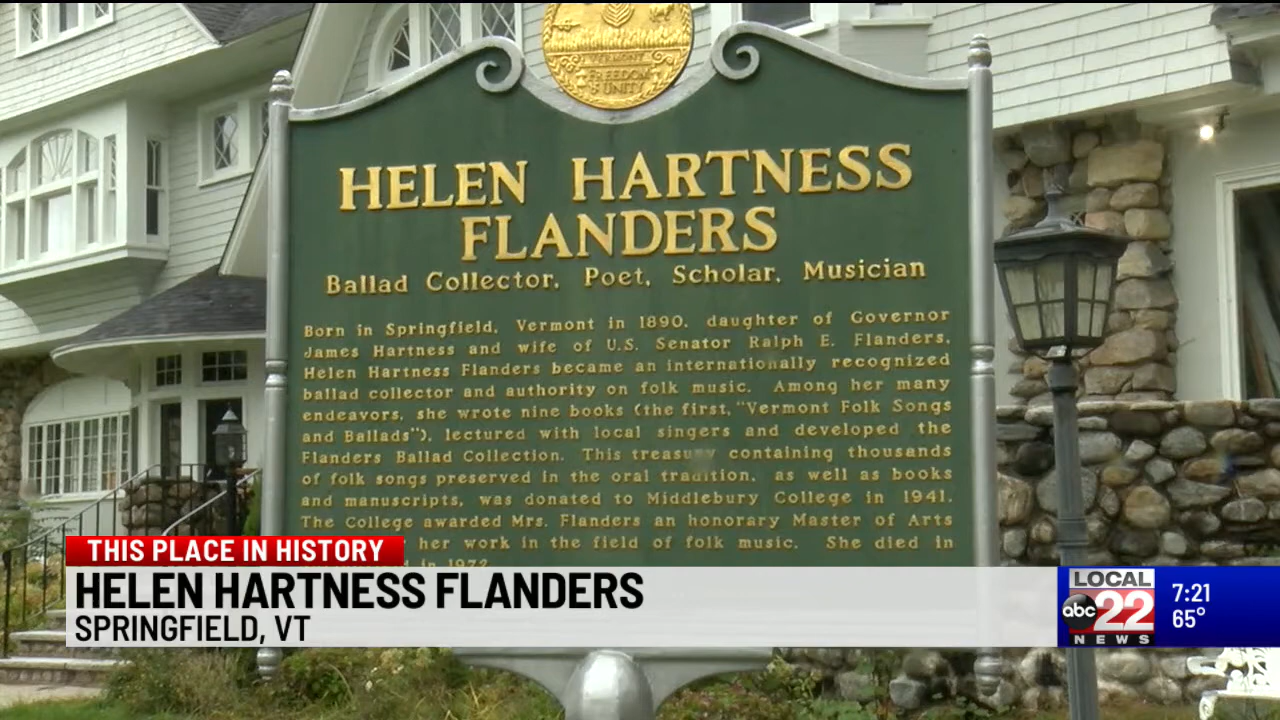 VERMONT
FREEDOM
& UNITY
HELEN HARTNESS
FLANDERS
Ballad Collector, Poet, Scholar, Musician
Born in Springfield, Vermont in 1890, daughter of Governor
James Hartness and wife of U.S. Senator Ralph E. Flanders,
Helen Hartness Flanders became an internationally recognized
ballad collector and authority on folk music. Among her many
endeavors, she wrote nine books (the first, "Vermont Folk Songs
and Ballads"), lectured with local singers and developed the
Flanders Ballad Collection. This treasury containing thousands
of folk songs preserved in the oral tradition, as well as books
and manuscripts, was donated to Middlebury College in 1941.
The College awarded Mrs. Flanders an honorary Master of Arts
her work in the field of folk music. She died in
in 1972
THIS PLACE IN HISTORY
HELEN HARTNESS FLANDERS
SPRINGFIELD, VT
LOCAL
abc 22
NEWS
7:21
65°